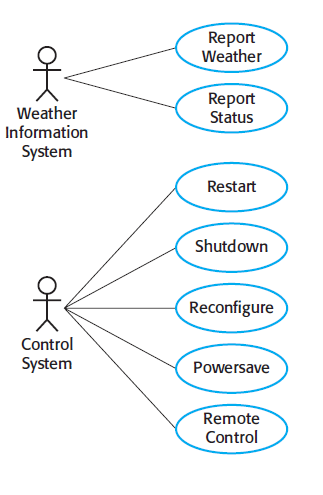 Report
Weather
Report
Status
Weather
Information
System
Restart
Shutdown
Reconfigure
Powersave
Remote
Control
Control
System